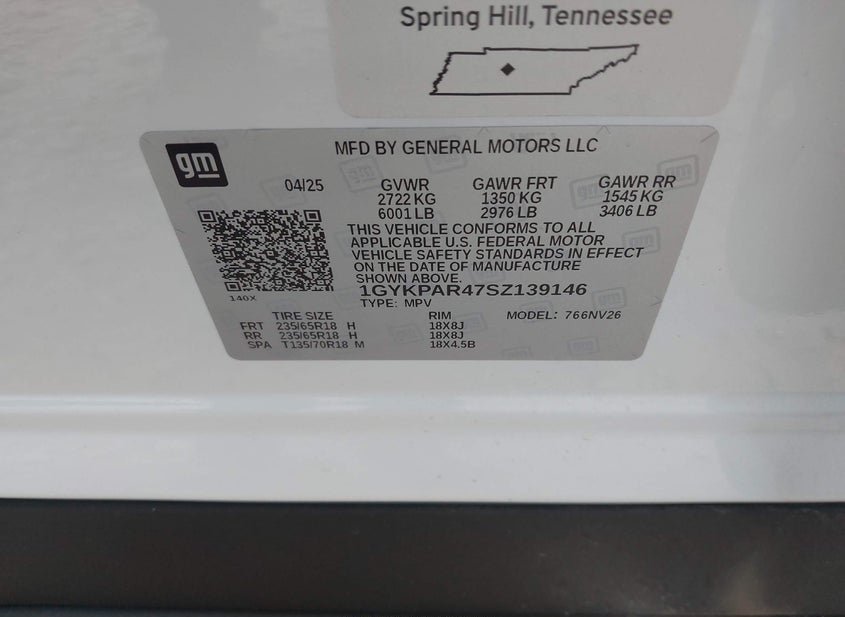 Spring Hill, Tennessee
gm
MFD BY GENERAL MOTORS LLC
04/25 GVWR GAWR FRT GAWR RR
2722 KG 1350 KG 1545 KG
6001 LB 2976 LB 3406 LB
THIS VEHICLE CONFORMS TO ALL
APPLICABLE U.S. FEDERAL MOTOR
VEHICLE SAFETY STANDARDS IN EFFECT
ON THE DATE OF MANUFACTURE
SHOWN ABOVE.
1GYKPAR47SZ139146
140X TYPE: MPV
TIRE SIZE RIM MODEL: 766NV26
FRT 235/65R18 H 18X8J
RR 235/65R18 H 18X8J
SPA T135/70R18 M 18X4.5B